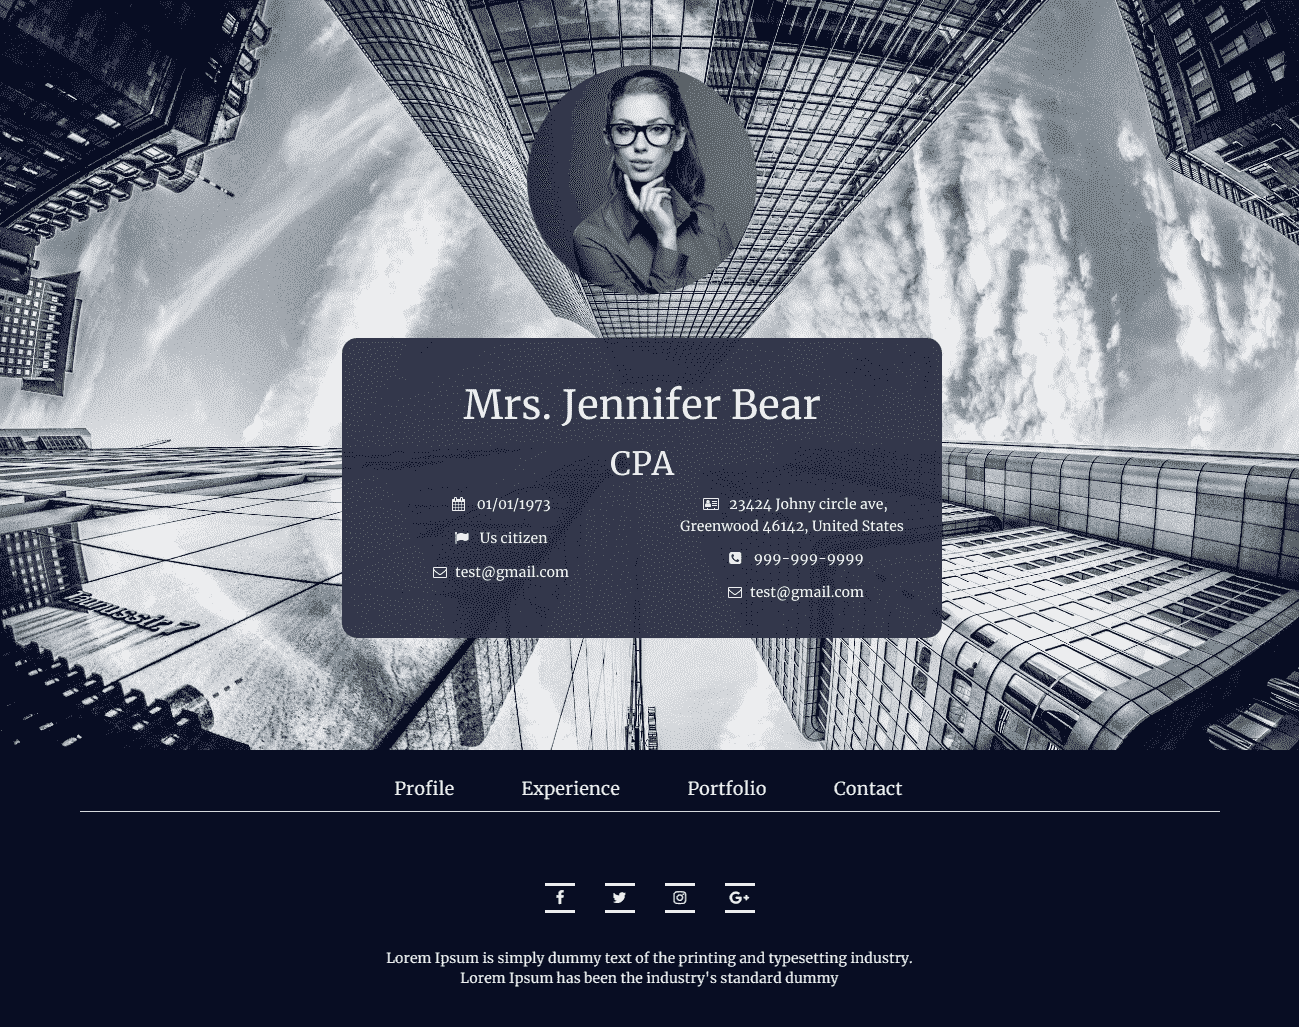 Mrs. Jennifer Bear
CPA
01/01/1973
Us citizen
test@gmail.com
23424 Johny circle ave,
Greenwood 46142, United States
999-999-9999
test@gmail.com
Profile
Experience
Portfolio
Contact
Lorem Ipsum is simply dummy text of the printing and typesetting industry.
Lorem Ipsum has been the industry's standard dummy